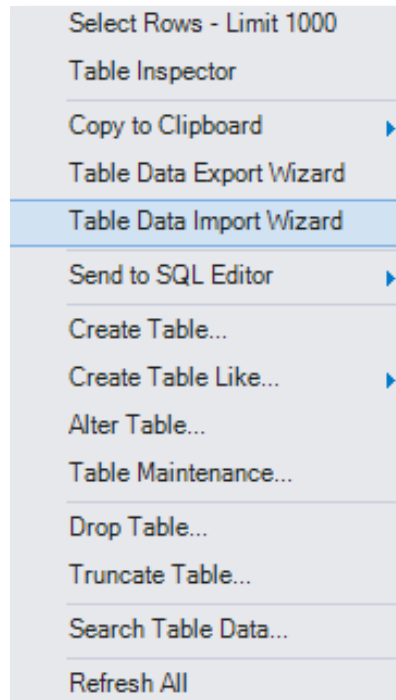 Select Rows - Limit 1000
Table Inspector
Copy to Clipboard
Table Data Export Wizard
Table Data Import Wizard
Send to SQL Editor
Create Table...
Create Table Like...
Alter Table...
Table Maintenance...
Drop Table...
Truncate Table...
Search Table Data...
Refresh All